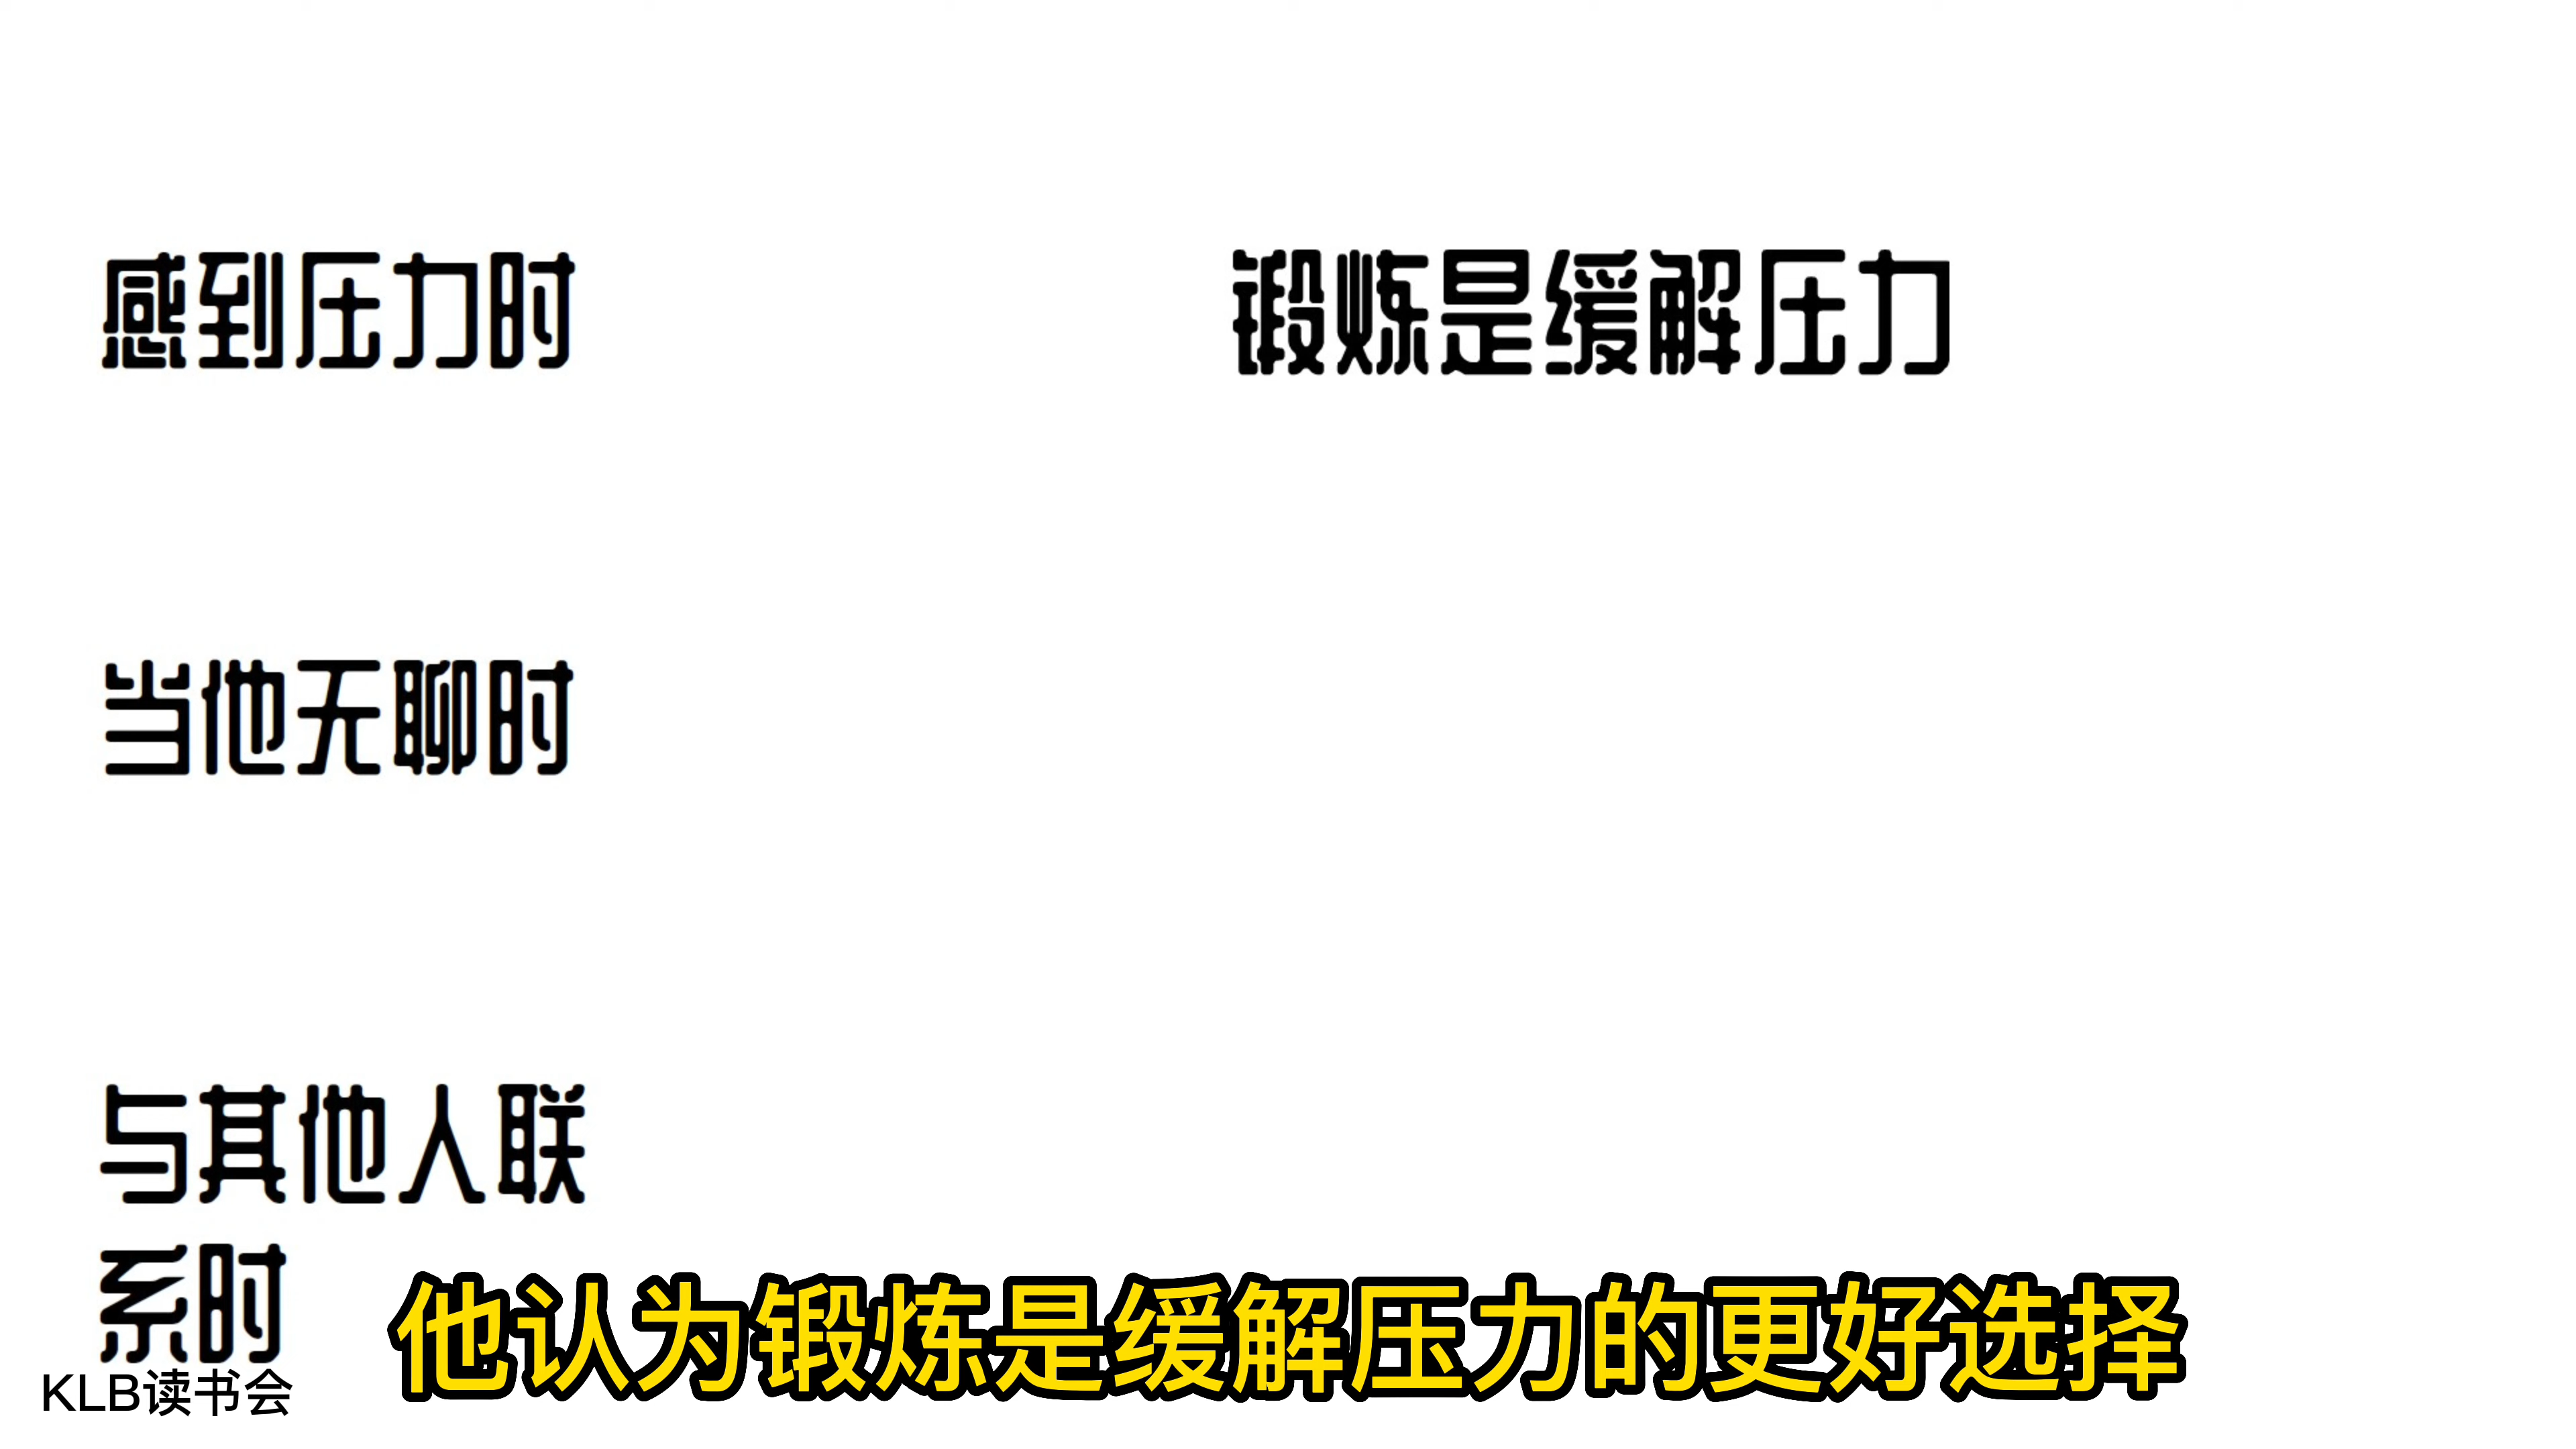 感到压力时
锻炼是缓解压力
当他无聊时
与其他人联
系时
他认为锻炼是缓解压力的更好选择
KLB读书会